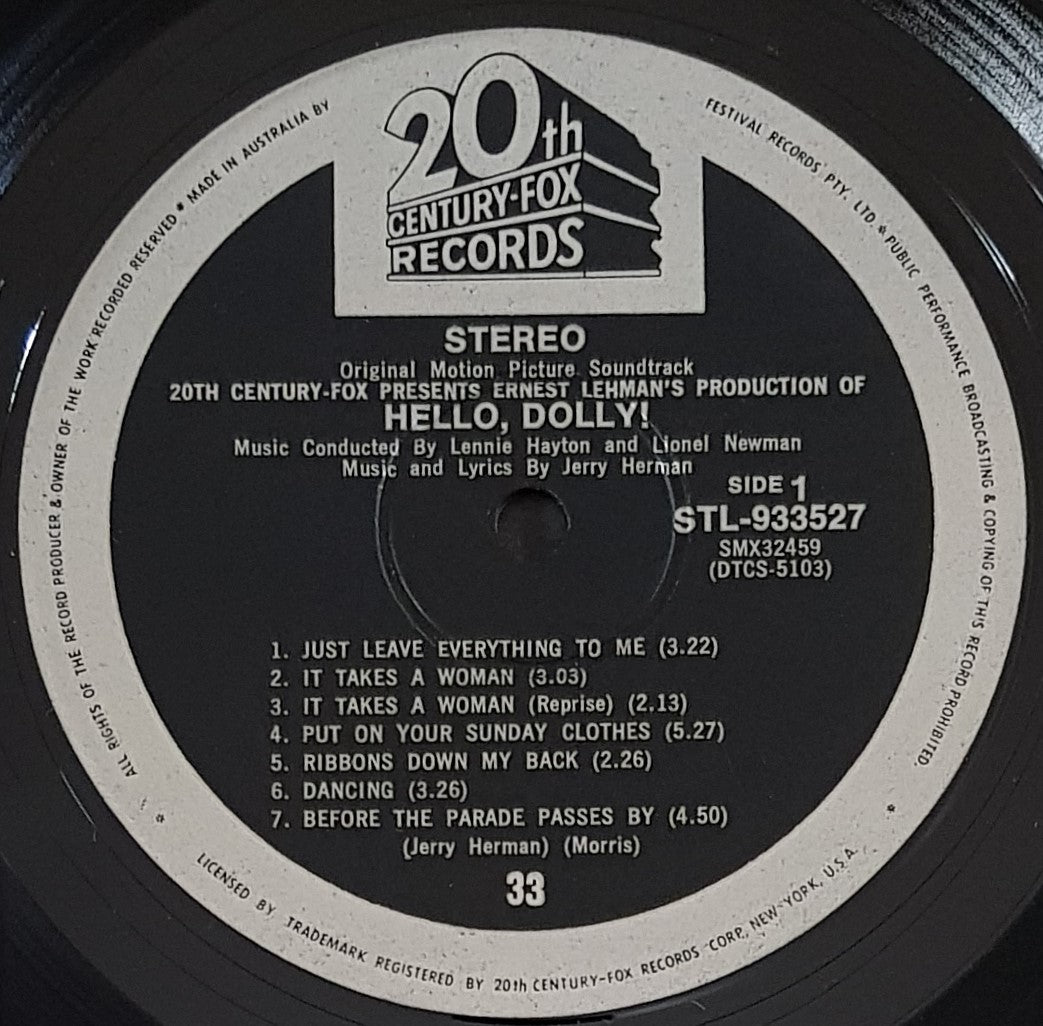 20th
CENTURY-FOX
RECORDS
STEREO
Original Motion Picture Soundtrack
20TH CENTURY-FOX PRESENTS ERNEST LEHMAN'S PRODUCTION OF
HELLO, DOLLY!
Music Conducted By Lennie Hayton and Lionel Newman
Music and Lyrics By Jerry Herman
SIDE 1
STL-933527
SMX32459
(DTCS-5103)
1. JUST LEAVE EVERYTHING TO ME (3.22)
2. IT TAKES A WOMAN (3.03)
3. IT TAKES A WOMAN (Reprise) (2.13)
4. PUT ON YOUR SUNDAY CLOTHES (5.27)
5. RIBBONS DOWN MY BACK (2.26)
6. DANCING (3.26)
7. BEFORE THE PARADE PASSES BY (4.50)
(Jerry Herman) (Morris)
33
* ALL RIGHTS OF THE RECORD PRODUCER & OWNER OF THE WORK RECORDED RESERVED * MADE IN AUSTRALIA BY
FESTIVAL RECORDS PTY. LTD. * PUBLIC PERFORMANCE BROADCASTING & COPYING OF THIS RECORD PROHIBITED. *
LICENSED BY TRADEMARK REGISTERED BY 20th CENTURY-FOX RECORDS CORP., NEW YORK, U.S.A.